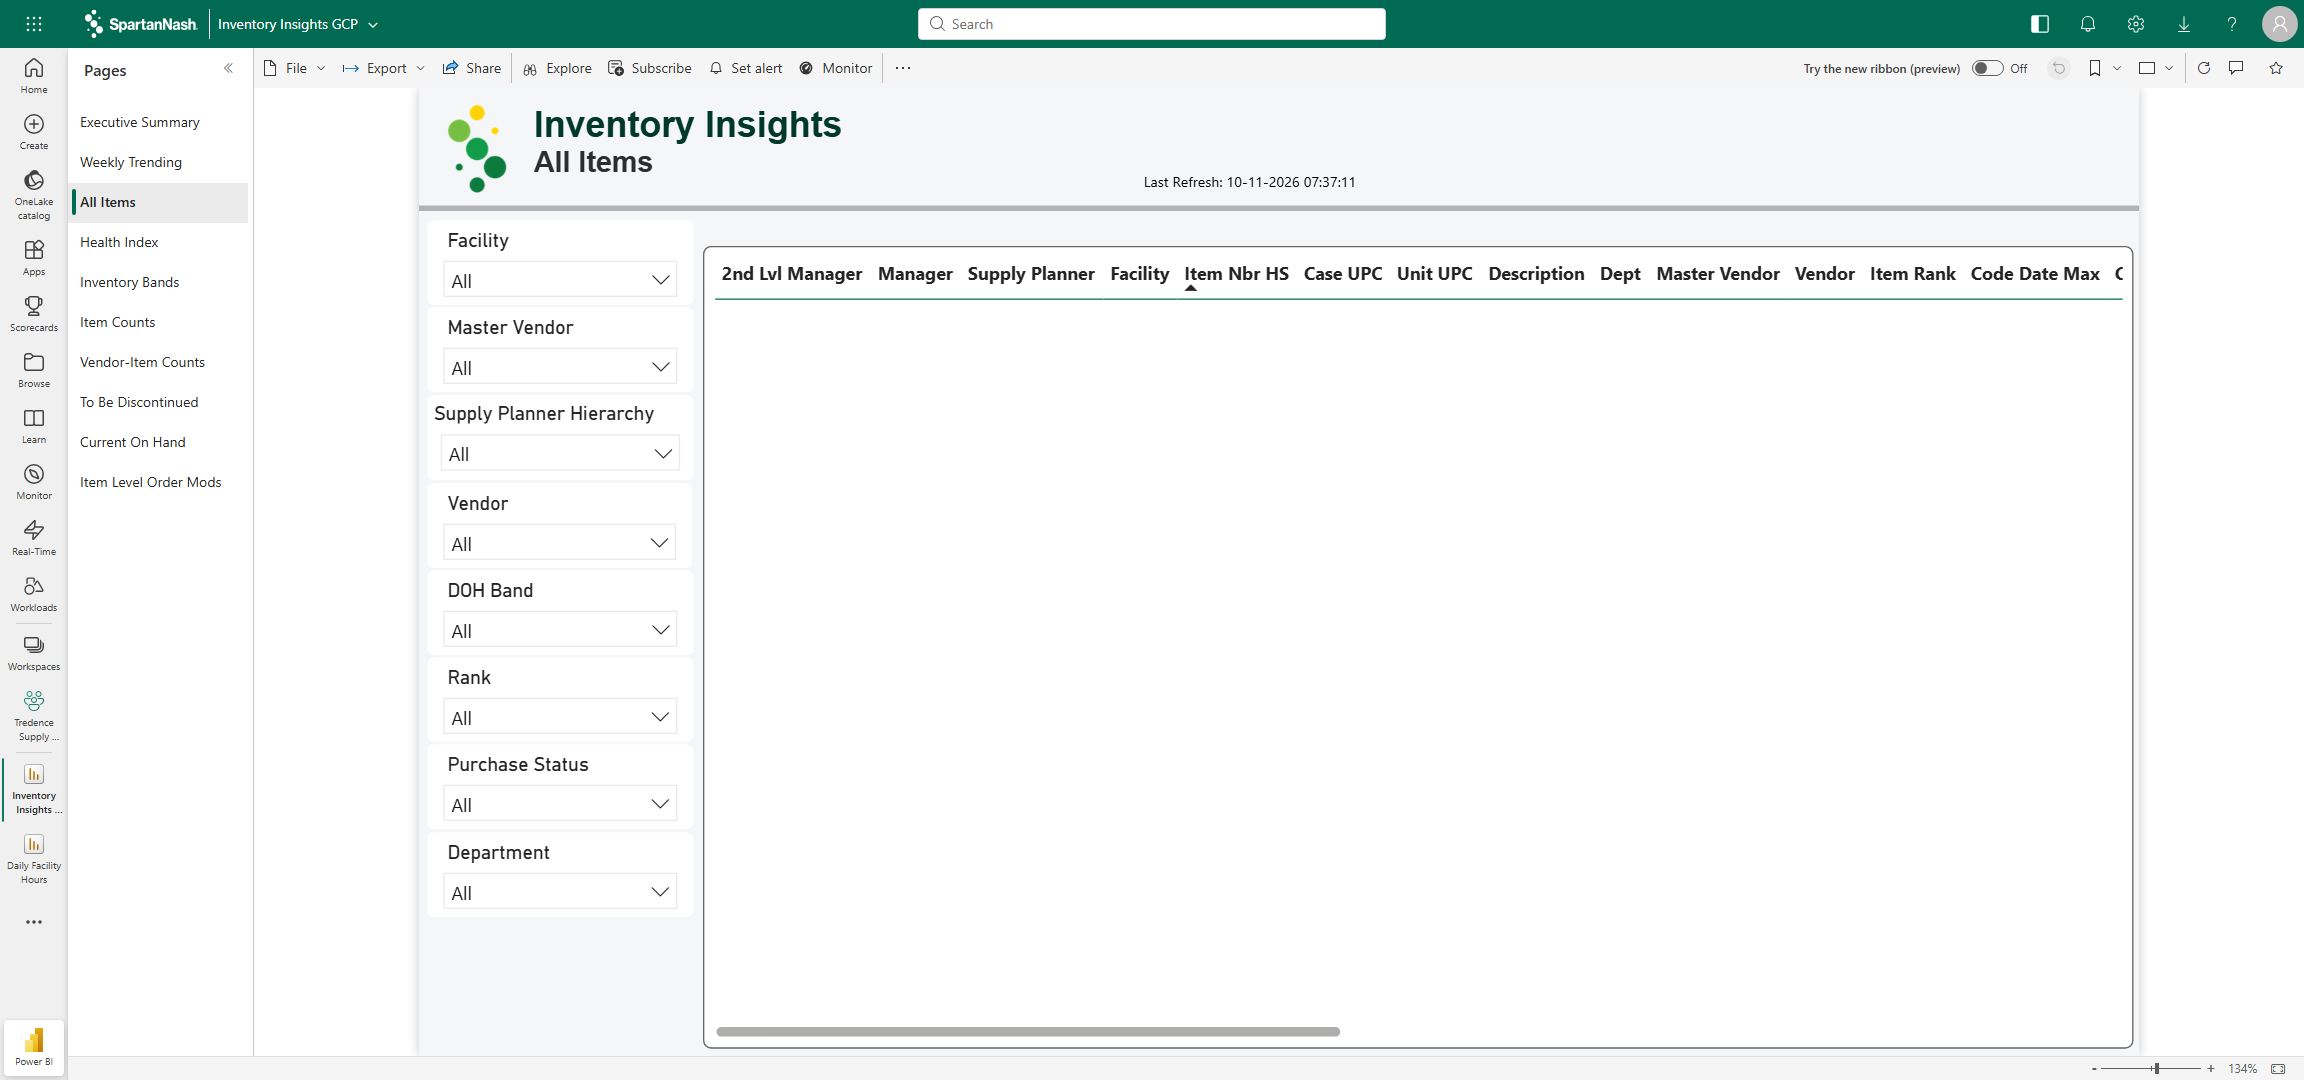 SpartanNash
Inventory Insights GCP
Search
Home
Create
OneLake
catalog
Apps
Scorecards
Browse
Learn
Monitor
Real-Time
Workloads
Workspaces
Tredence
Supply ...
Inventory
Insights ...
Daily Facility
Hours
Power BI
Pages
Executive Summary
Weekly Trending
All Items
Health Index
Inventory Bands
Item Counts
Vendor-Item Counts
To Be Discontinued
Current On Hand
Item Level Order Mods
File Export Share Explore Subscribe Set alert Monitor ...
Try the new ribbon (preview) Off
Inventory Insights
All Items
Last Refresh: 10-11-2026 07:37:11
Facility
All
Master Vendor
All
Supply Planner Hierarchy
All
Vendor
All
DOH Band
All
Rank
All
Purchase Status
All
Department
All
2nd Lvl Manager Manager Supply Planner Facility Item Nbr HS Case UPC Unit UPC Description Dept Master Vendor Vendor Item Rank Code Date Max
- + 134%